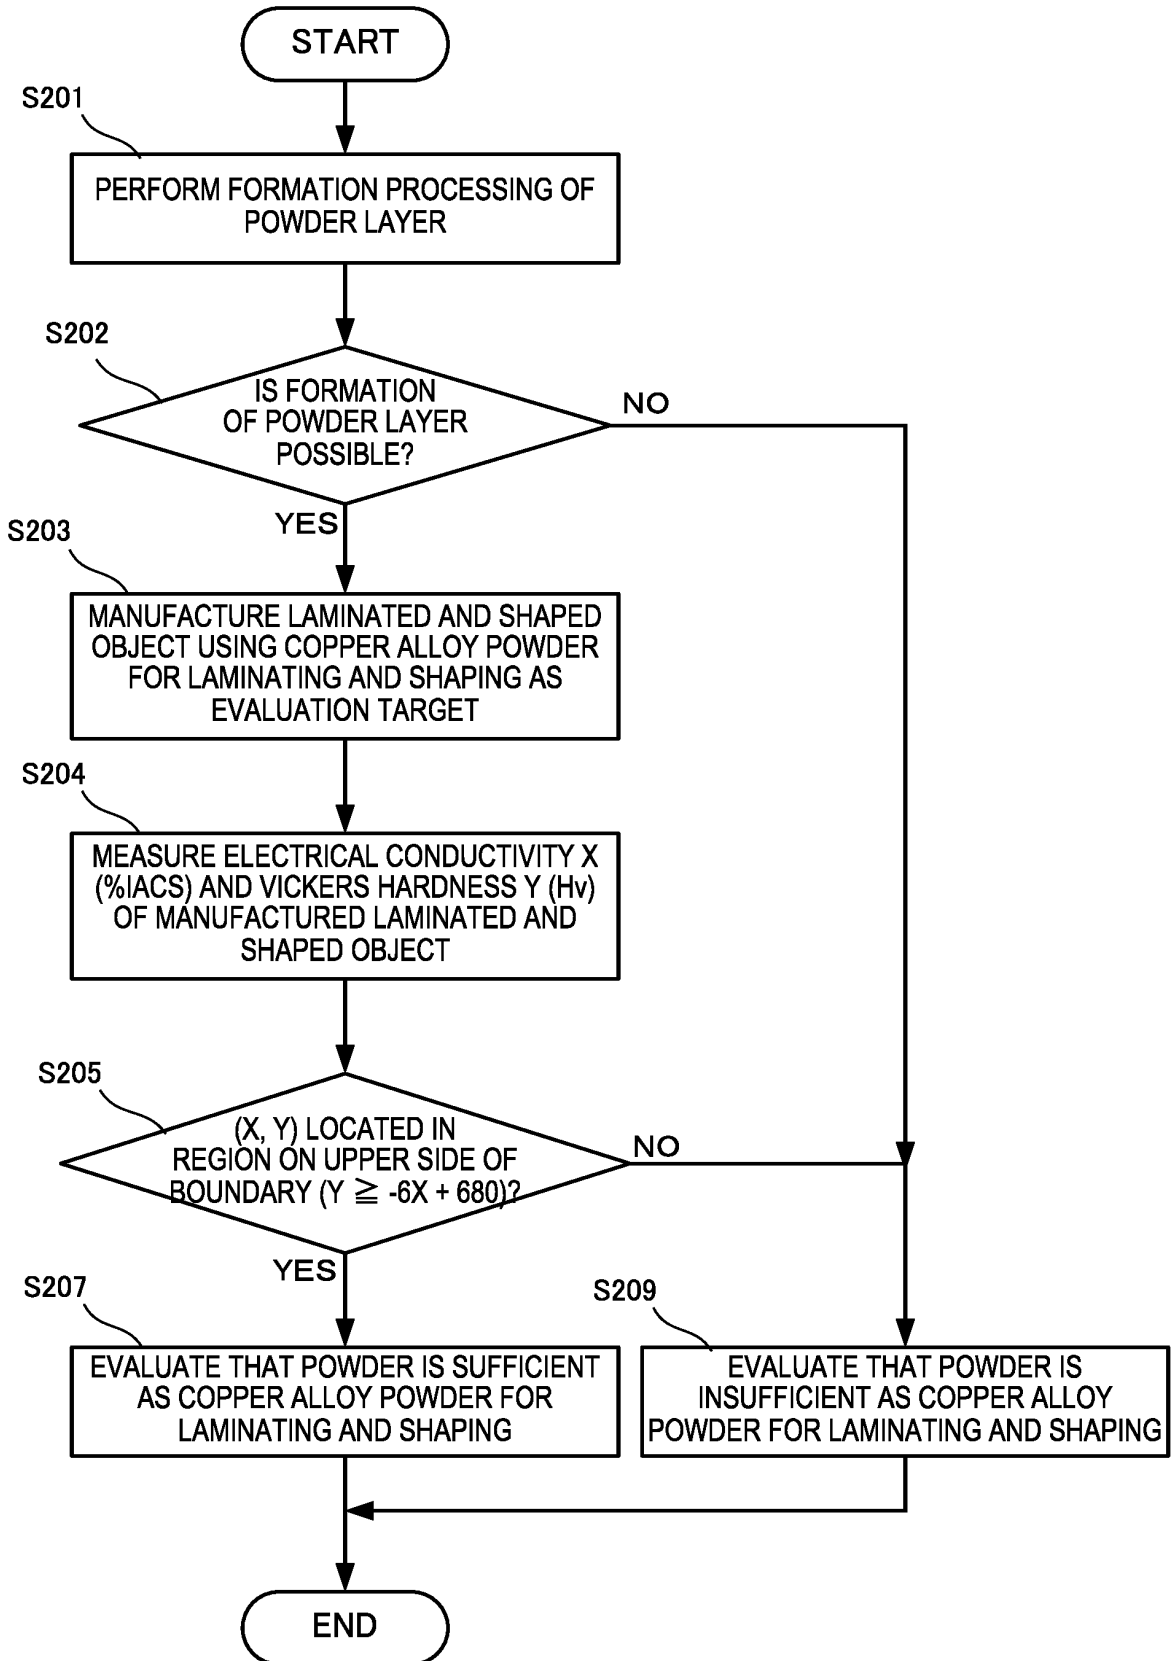 START
S201
PERFORM FORMATION PROCESSING OF
POWDER LAYER
S202
IS FORMATION
OF POWDER LAYER
POSSIBLE?
NO
YES
S203
MANUFACTURE LAMINATED AND SHAPED
OBJECT USING COPPER ALLOY POWDER
FOR LAMINATING AND SHAPING AS
EVALUATION TARGET
S204
MEASURE ELECTRICAL CONDUCTIVITY X
(%IACS) AND VICKERS HARDNESS Y (Hv)
OF MANUFACTURED LAMINATED AND
SHAPED OBJECT
S205
(X, Y) LOCATED IN
REGION ON UPPER SIDE OF
BOUNDARY (Y ≧ -6X + 680)?
NO
YES
S207
EVALUATE THAT POWDER IS SUFFICIENT
AS COPPER ALLOY POWDER FOR
LAMINATING AND SHAPING
S209
EVALUATE THAT POWDER IS
INSUFFICIENT AS COPPER ALLOY
POWDER FOR LAMINATING AND SHAPING
END